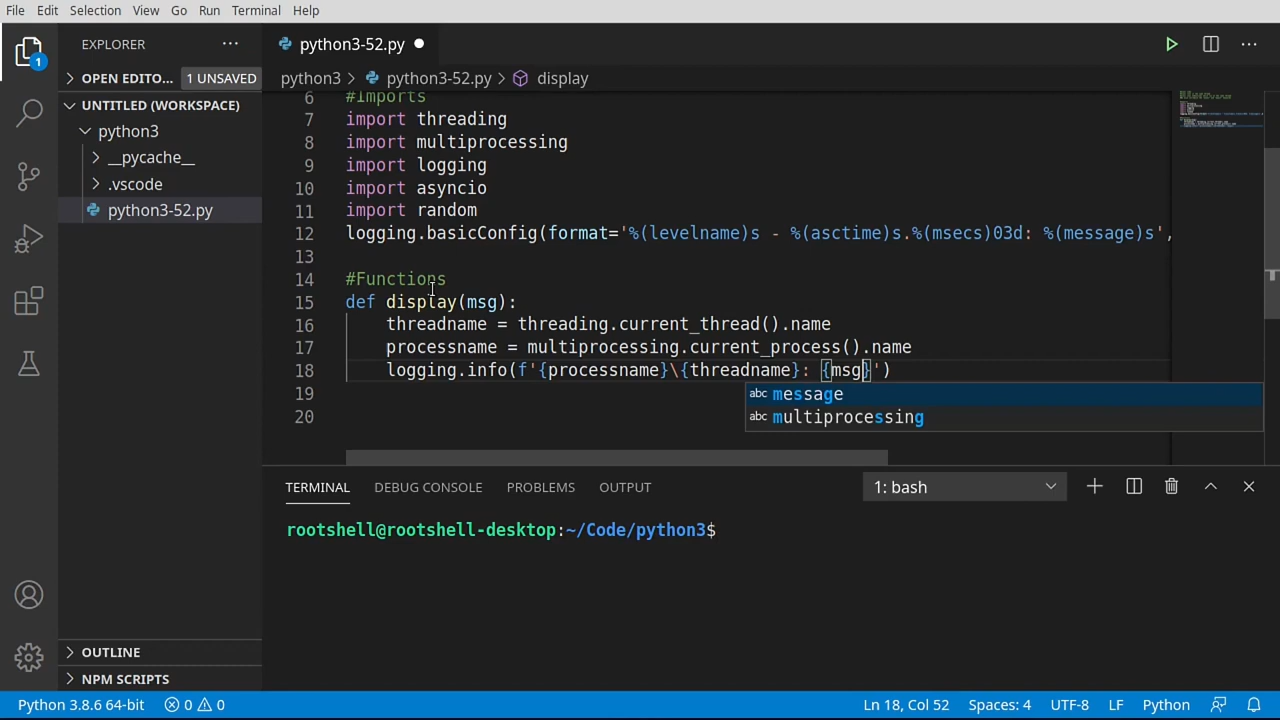 File Edit Selection View Go Run Terminal Help
EXPLORER
python3-52.py
OPEN EDITO... 1 UNSAVED
python3 > python3-52.py > display
UNTITLED (WORKSPACE)
python3
__pycache__
.vscode
python3-52.py
1
6 #Imports
7 import threading
8 import multiprocessing
9 import logging
10 import asyncio
11 import random
12 logging.basicConfig(format='%(levelname)s - %(asctime)s.%(msecs)03d: %(message)s',
13
14 #Functions
15 def display(msg):
16 threadname = threading.current_thread().name
17 processname = multiprocessing.current_process().name
18 logging.info(f'{processname}\{threadname}: {msg}')
19
20
abc message
abc multiprocessing
TERMINAL DEBUG CONSOLE PROBLEMS OUTPUT 1: bash
rootshell@rootshell-desktop:~/Code/python3$
OUTLINE
NPM SCRIPTS
Python 3.8.6 64-bit 0 0 Ln 18, Col 52 Spaces: 4 UTF-8 LF Python